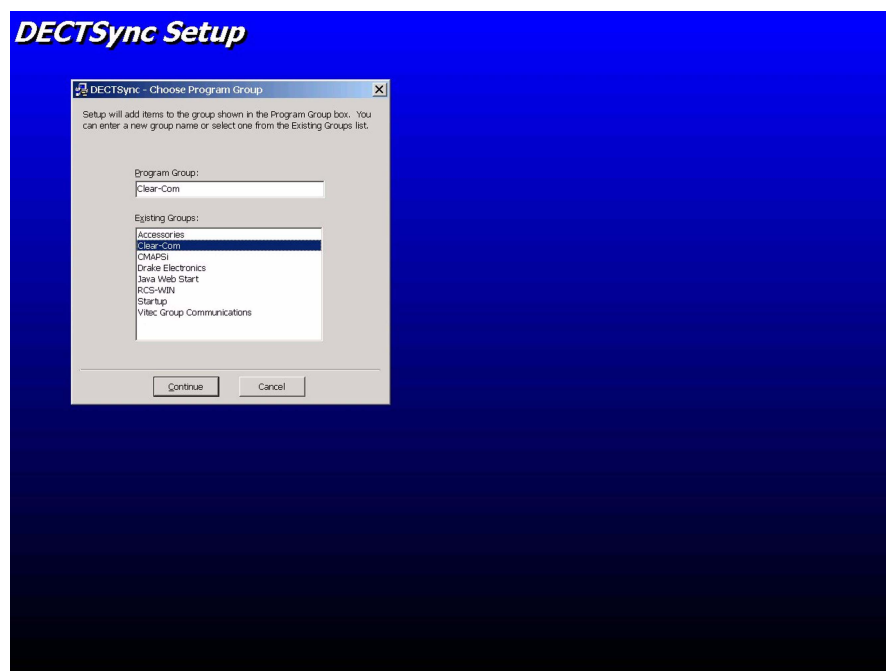 DECTSync Setup
DECTSync - Choose Program Group
Setup will add items to the group shown in the Program Group box. You
can enter a new group name or select one from the Existing Groups list.
Program Group:
Clear-Com
Existing Groups:
Accessories
Clear-Com
CMAPSi
Drake Electronics
Java Web Start
RCS-WIN
Startup
Vitec Group Communications
Continue
Cancel